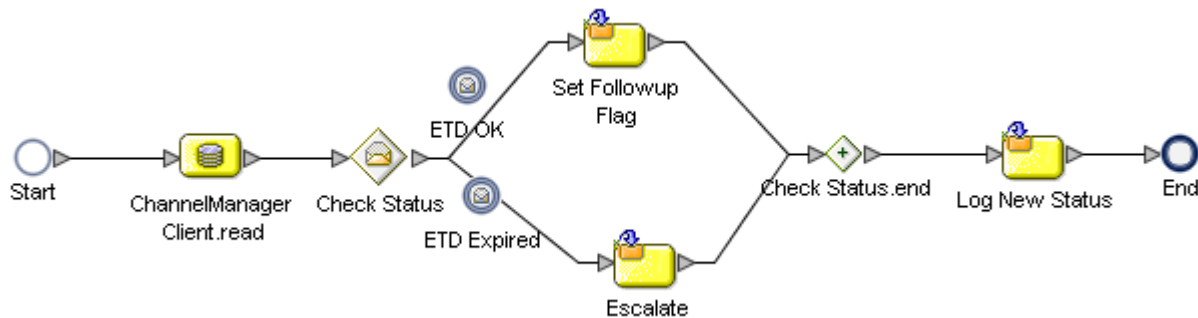 Set Followup
Flag
ETD OK
Start
ChannelManager
Client.read
Check Status
ETD Expired
Check Status.end
Log New Status
End
Escalate